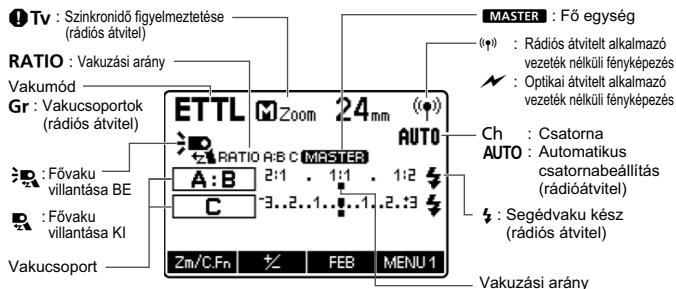 Tv : Szinkronidő figyelmeztetése
(rádiós átvitel)
RATIO : Vakuzási arány
Vakumód
Gr : Vakucsoportok
(rádiós átvitel)
: Fővaku
villantása BE
: Fővaku
villantása KI
Vakucsoport
ETTL M Zoom 24mm
AUTO
RATIO A:B C MASTER
A:B 2:1 . 1:1 . 1:2
C -3..2..1..0..1..2.+3
Zm/C.Fn +/- FEB MENU 1
MASTER : Fő egység
: Rádiós átvitelt alkalmazó
vezeték nélküli fényképezés
: Optikai átvitelt alkalmazó
vezeték nélküli fényképezés
Ch : Csatorna
AUTO : Automatikus
csatornabeállítás
(rádióátvitel)
: Segédvaku kész
(rádiós átvitel)
Vakuzási arány